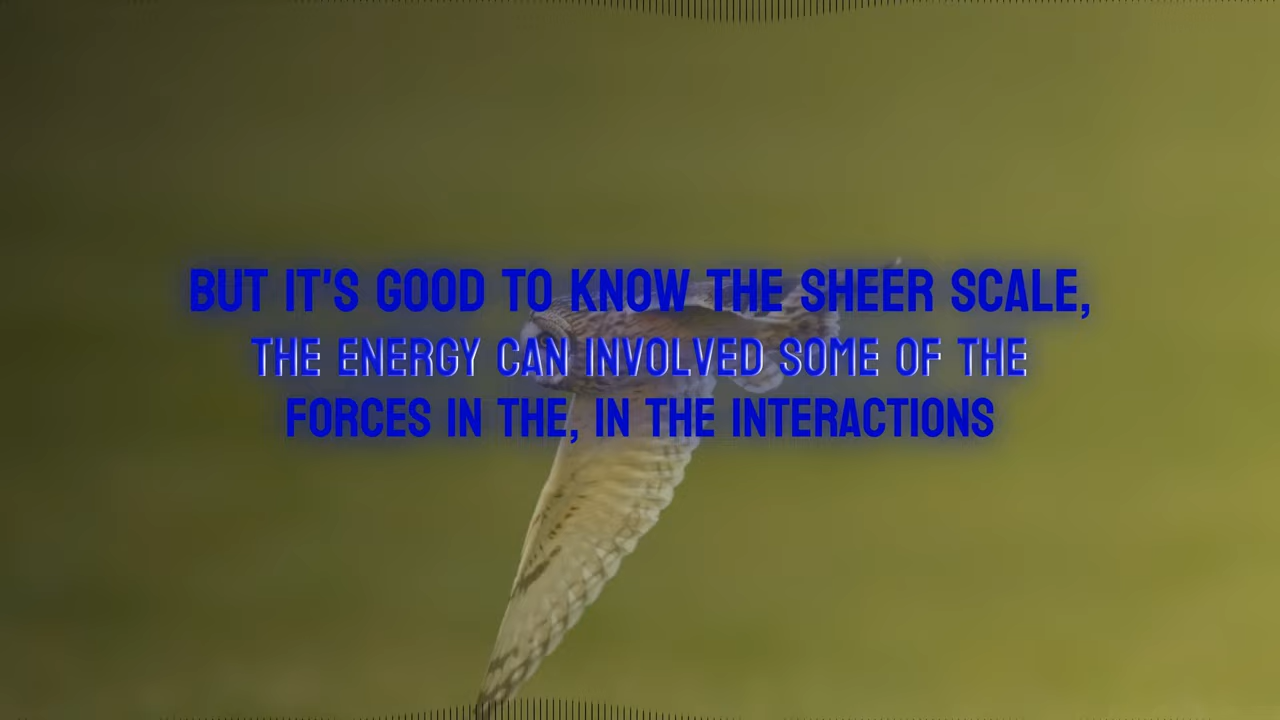 BUT IT'S GOOD TO KNOW THE SHEER SCALE,
THE ENERGY CAN INVOLVED SOME OF THE
FORCES IN THE, IN THE INTERACTIONS